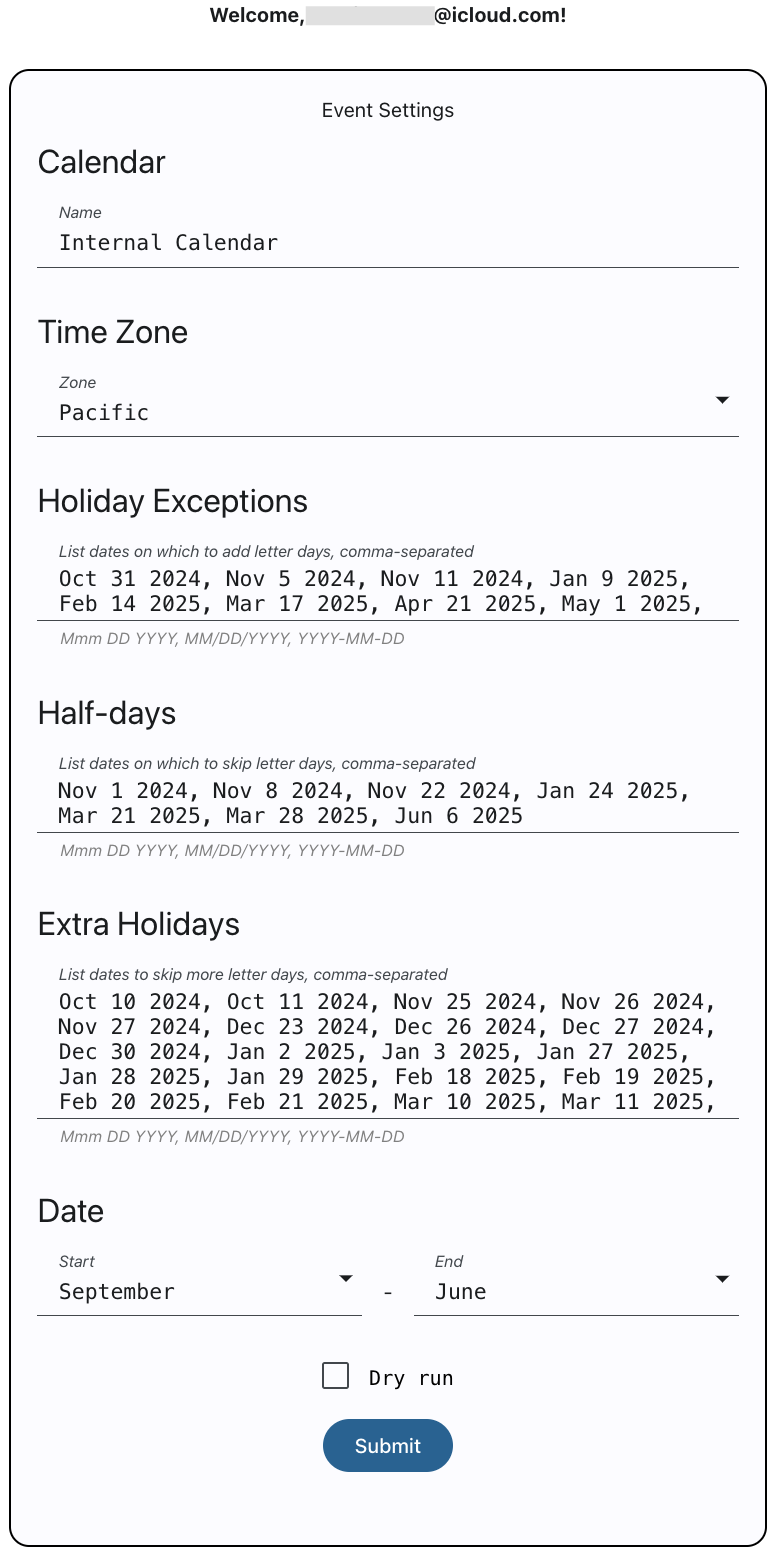 Welcome, @icloud.com!
Event Settings
Calendar
Name
Internal Calendar
Time Zone
Zone
Pacific
Holiday Exceptions
List dates on which to add letter days, comma-separated
Oct 31 2024, Nov 5 2024, Nov 11 2024, Jan 9 2025,
Feb 14 2025, Mar 17 2025, Apr 21 2025, May 1 2025,
Mmm DD YYYY, MM/DD/YYYY, YYYY-MM-DD
Half-days
List dates on which to skip letter days, comma-separated
Nov 1 2024, Nov 8 2024, Nov 22 2024, Jan 24 2025,
Mar 21 2025, Mar 28 2025, Jun 6 2025
Mmm DD YYYY, MM/DD/YYYY, YYYY-MM-DD
Extra Holidays
List dates to skip more letter days, comma-separated
Oct 10 2024, Oct 11 2024, Nov 25 2024, Nov 26 2024,
Nov 27 2024, Dec 23 2024, Dec 26 2024, Dec 27 2024,
Dec 30 2024, Jan 2 2025, Jan 3 2025, Jan 27 2025,
Jan 28 2025, Jan 29 2025, Feb 18 2025, Feb 19 2025,
Feb 20 2025, Feb 21 2025, Mar 10 2025, Mar 11 2025,
Mmm DD YYYY, MM/DD/YYYY, YYYY-MM-DD
Date
Start
End
September - June
Dry run
Submit